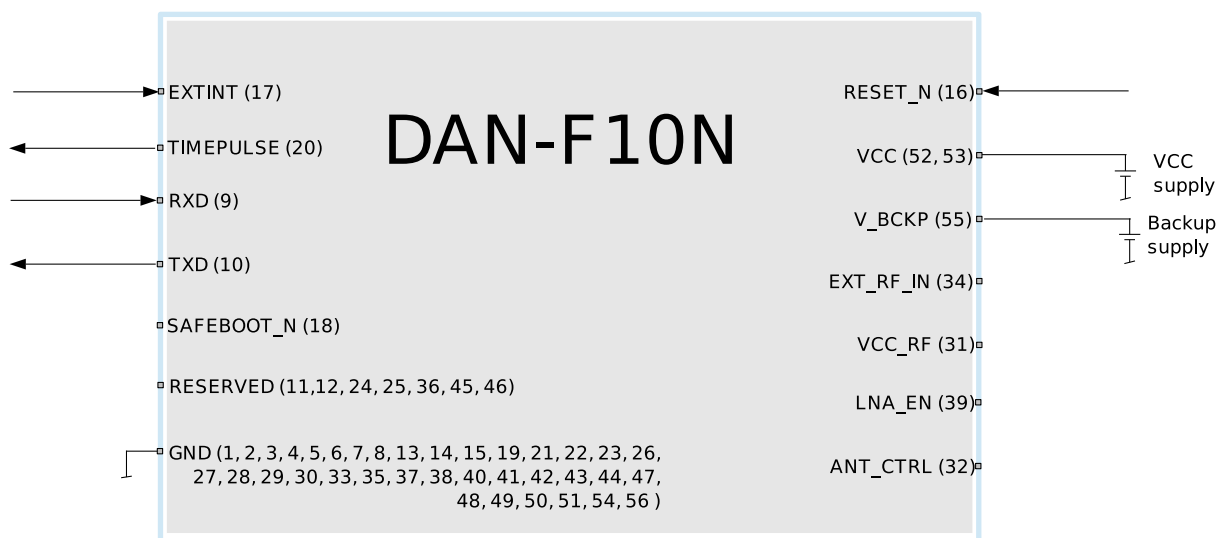 DAN-F10N
EXTINT (17)
TIMEPULSE (20)
RXD (9)
TXD (10)
SAFEBOOT_N (18)
RESERVED (11,12, 24, 25, 36, 45, 46)
GND (1, 2, 3, 4, 5, 6, 7, 8, 13, 14, 15, 19, 21, 22, 23, 26,
27, 28, 29, 30, 33, 35, 37, 38, 40, 41, 42, 43, 44, 47,
48, 49, 50, 51, 54, 56 )
RESET_N (16)
VCC (52, 53)
V_BCKP (55)
EXT_RF_IN (34)
VCC_RF (31)
LNA_EN (39)
ANT_CTRL (32)
VCC
supply
Backup
supply